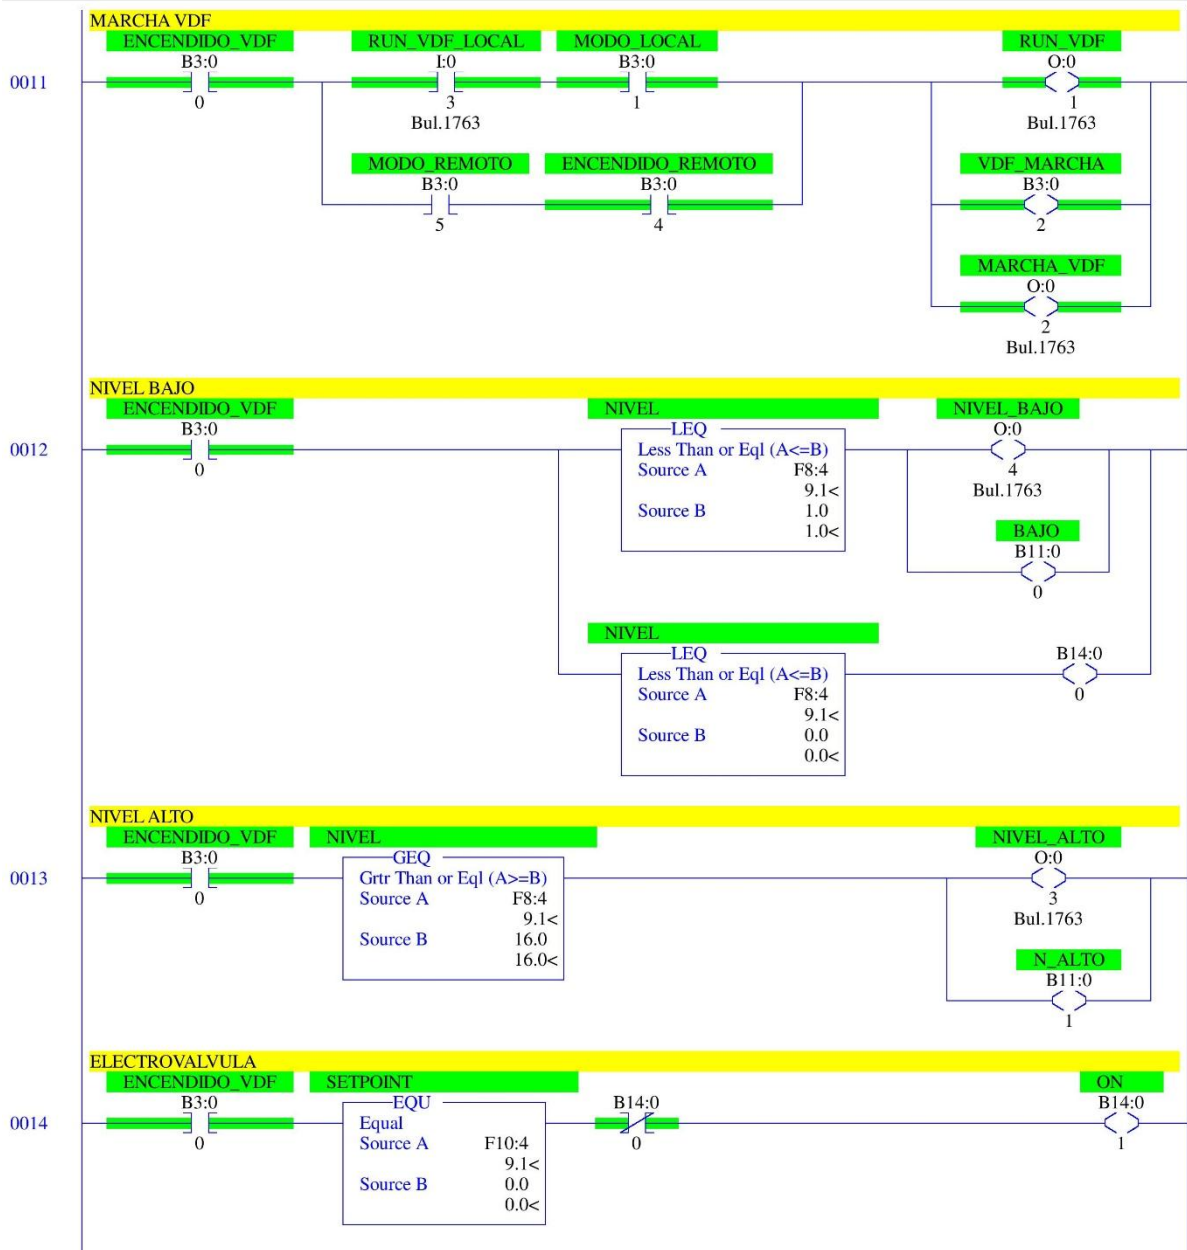 MARCHA VDF
ENCENDIDO_VDF RUN_VDF_LOCAL MODO_LOCAL RUN_VDF
B3:0 I:0 B3:0 O:0
0011
0 3 1 1
Bul.1763 Bul.1763
MODO_REMOTO ENCENDIDO_REMOTO VDF_MARCHA
B3:0 B3:0 B3:0
5 4 2
MARCHA_VDF
O:0
2
Bul.1763
NIVEL BAJO
ENCENDIDO_VDF NIVEL NIVEL_BAJO
B3:0 LEQ O:0
0012 Less Than or Eql (A<=B)
0 Source A F8:4 4
9.1< Bul.1763
Source B 1.0
1.0< BAJO
B11:0
0
NIVEL
LEQ B14:0
Less Than or Eql (A<=B)
Source A F8:4 0
9.1<
Source B 0.0
0.0<
NIVEL ALTO
ENCENDIDO_VDF NIVEL NIVEL_ALTO
B3:0 GEQ O:0
0013 Grtr Than or Eql (A>=B)
0 Source A F8:4 3
9.1< Bul.1763
Source B 16.0
16.0< N_ALTO
B11:0
1
ELECTROVALVULA
ENCENDIDO_VDF SETPOINT ON
B3:0 EQU B14:0 B14:0
0014 Equal
0 Source A F10:4 0 1
9.1<
Source B 0.0
0.0<